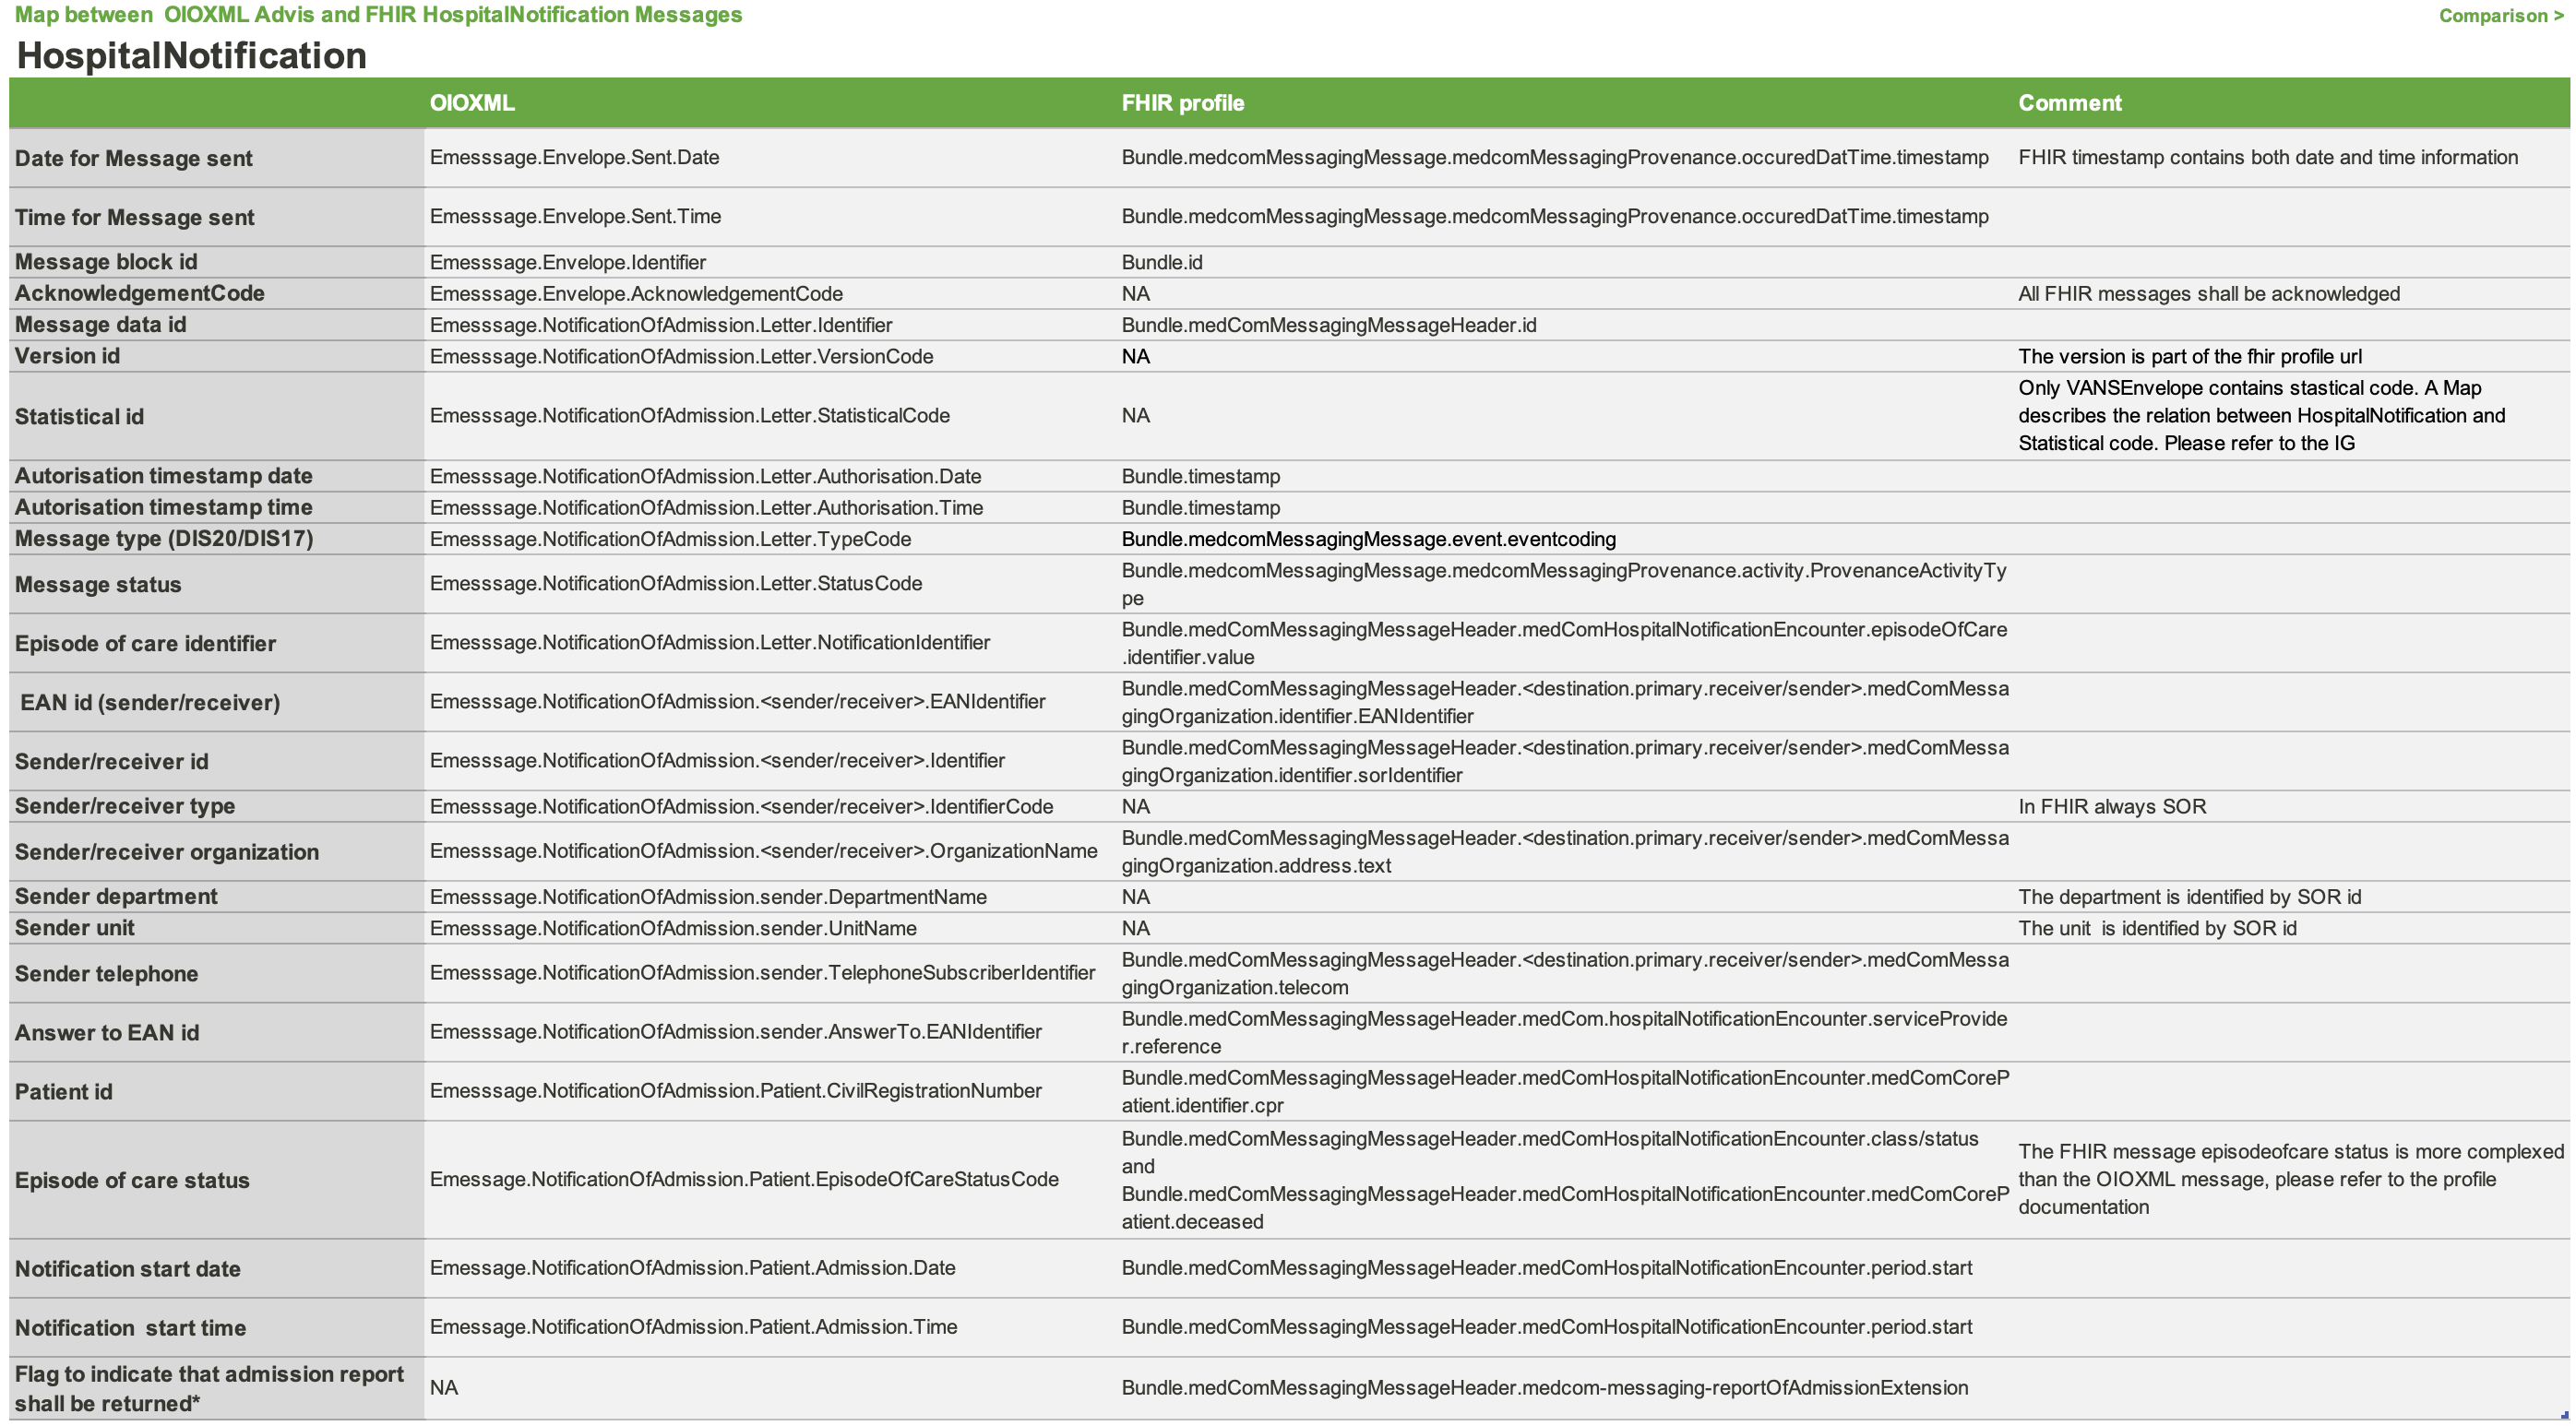 Map between  OIOXML Advis and FHIR HospitalNotification Messages
Comparison >
HospitalNotification
OIOXML FHIR profile Comment
Date for Message sent Emesssage.Envelope.Sent.Date Bundle.medcomMessagingMessage.medcomMessagingProvenance.occuredDatTime.timestamp FHIR timestamp contains both date and time information
Time for Message sent Emesssage.Envelope.Sent.Time Bundle.medcomMessagingMessage.medcomMessagingProvenance.occuredDatTime.timestamp
Message block id Emesssage.Envelope.Identifier Bundle.id
AcknowledgementCode Emesssage.Envelope.AcknowledgementCode NA All FHIR messages shall be acknowledged
Message data id Emesssage.NotificationOfAdmission.Letter.Identifier Bundle.medComMessagingMessageHeader.id
Version id Emesssage.NotificationOfAdmission.Letter.VersionCode NA The version is part of the fhir profile url
Statistical id Emesssage.NotificationOfAdmission.Letter.StatisticalCode NA
Only VANSEnvelope contains stastical code. A Map
describes the relation between HospitalNotification and
Statistical code. Please refer to the IG
Autorisation timestamp date Emesssage.NotificationOfAdmission.Letter.Authorisation.Date Bundle.timestamp
Autorisation timestamp time Emesssage.NotificationOfAdmission.Letter.Authorisation.Time Bundle.timestamp
Message type (DIS20/DIS17) Emesssage.NotificationOfAdmission.Letter.TypeCode Bundle.medcomMessagingMessage.event.eventcoding
Message status Emesssage.NotificationOfAdmission.Letter.StatusCode
Bundle.medcomMessagingMessage.medcomMessagingProvenance.activity.ProvenanceActivityTy
pe
Episode of care identifier Emesssage.NotificationOfAdmission.Letter.NotificationIdentifier
Bundle.medComMessagingMessageHeader.medComHospitalNotificationEncounter.episodeOfCare
.identifier.value
EAN id (sender/receiver) Emesssage.NotificationOfAdmission.<sender/receiver>.EANIdentifier
Bundle.medComMessagingMessageHeader.<destination.primary.receiver/sender>.medComMessa
gingOrganization.identifier.EANIdentifier
Sender/receiver id Emesssage.NotificationOfAdmission.<sender/receiver>.Identifier
Bundle.medComMessagingMessageHeader.<destination.primary.receiver/sender>.medComMessa
gingOrganization.identifier.sorIdentifier
Sender/receiver type Emesssage.NotificationOfAdmission.<sender/receiver>.IdentifierCode NA In FHIR always SOR
Sender/receiver organization Emesssage.NotificationOfAdmission.<sender/receiver>.OrganizationName
Bundle.medComMessagingMessageHeader.<destination.primary.receiver/sender>.medComMessa
gingOrganization.address.text
Sender department Emesssage.NotificationOfAdmission.sender.DepartmentName NA The department is identified by SOR id
Sender unit Emesssage.NotificationOfAdmission.sender.UnitName NA The unit  is identified by SOR id
Sender telephone Emesssage.NotificationOfAdmission.sender.TelephoneSubscriberIdentifier
Bundle.medComMessagingMessageHeader.<destination.primary.receiver/sender>.medComMessa
gingOrganization.telecom
Answer to EAN id Emesssage.NotificationOfAdmission.sender.AnswerTo.EANIdentifier
Bundle.medComMessagingMessageHeader.medCom.hospitalNotificationEncounter.serviceProvide
r.reference
Patient id Emesssage.NotificationOfAdmission.Patient.CivilRegistrationNumber
Bundle.medComMessagingMessageHeader.medComHospitalNotificationEncounter.medComCoreP
atient.identifier.cpr
Episode of care status Emessage.NotificationOfAdmission.Patient.EpisodeOfCareStatusCode
Bundle.medComMessagingMessageHeader.medComHospitalNotificationEncounter.class/status
and
Bundle.medComMessagingMessageHeader.medComHospitalNotificationEncounter.medComCoreP
atient.deceased
The FHIR message episodeofcare status is more complexed
than the OIOXML message, please refer to the profile
documentation
Notification start date Emessage.NotificationOfAdmission.Patient.Admission.Date Bundle.medComMessagingMessageHeader.medComHospitalNotificationEncounter.period.start
Notification  start time Emessage.NotificationOfAdmission.Patient.Admission.Time Bundle.medComMessagingMessageHeader.medComHospitalNotificationEncounter.period.start
Flag to indicate that admission report
shall be returned*
NA Bundle.medComMessagingMessageHeader.medcom-messaging-reportOfAdmissionExtension